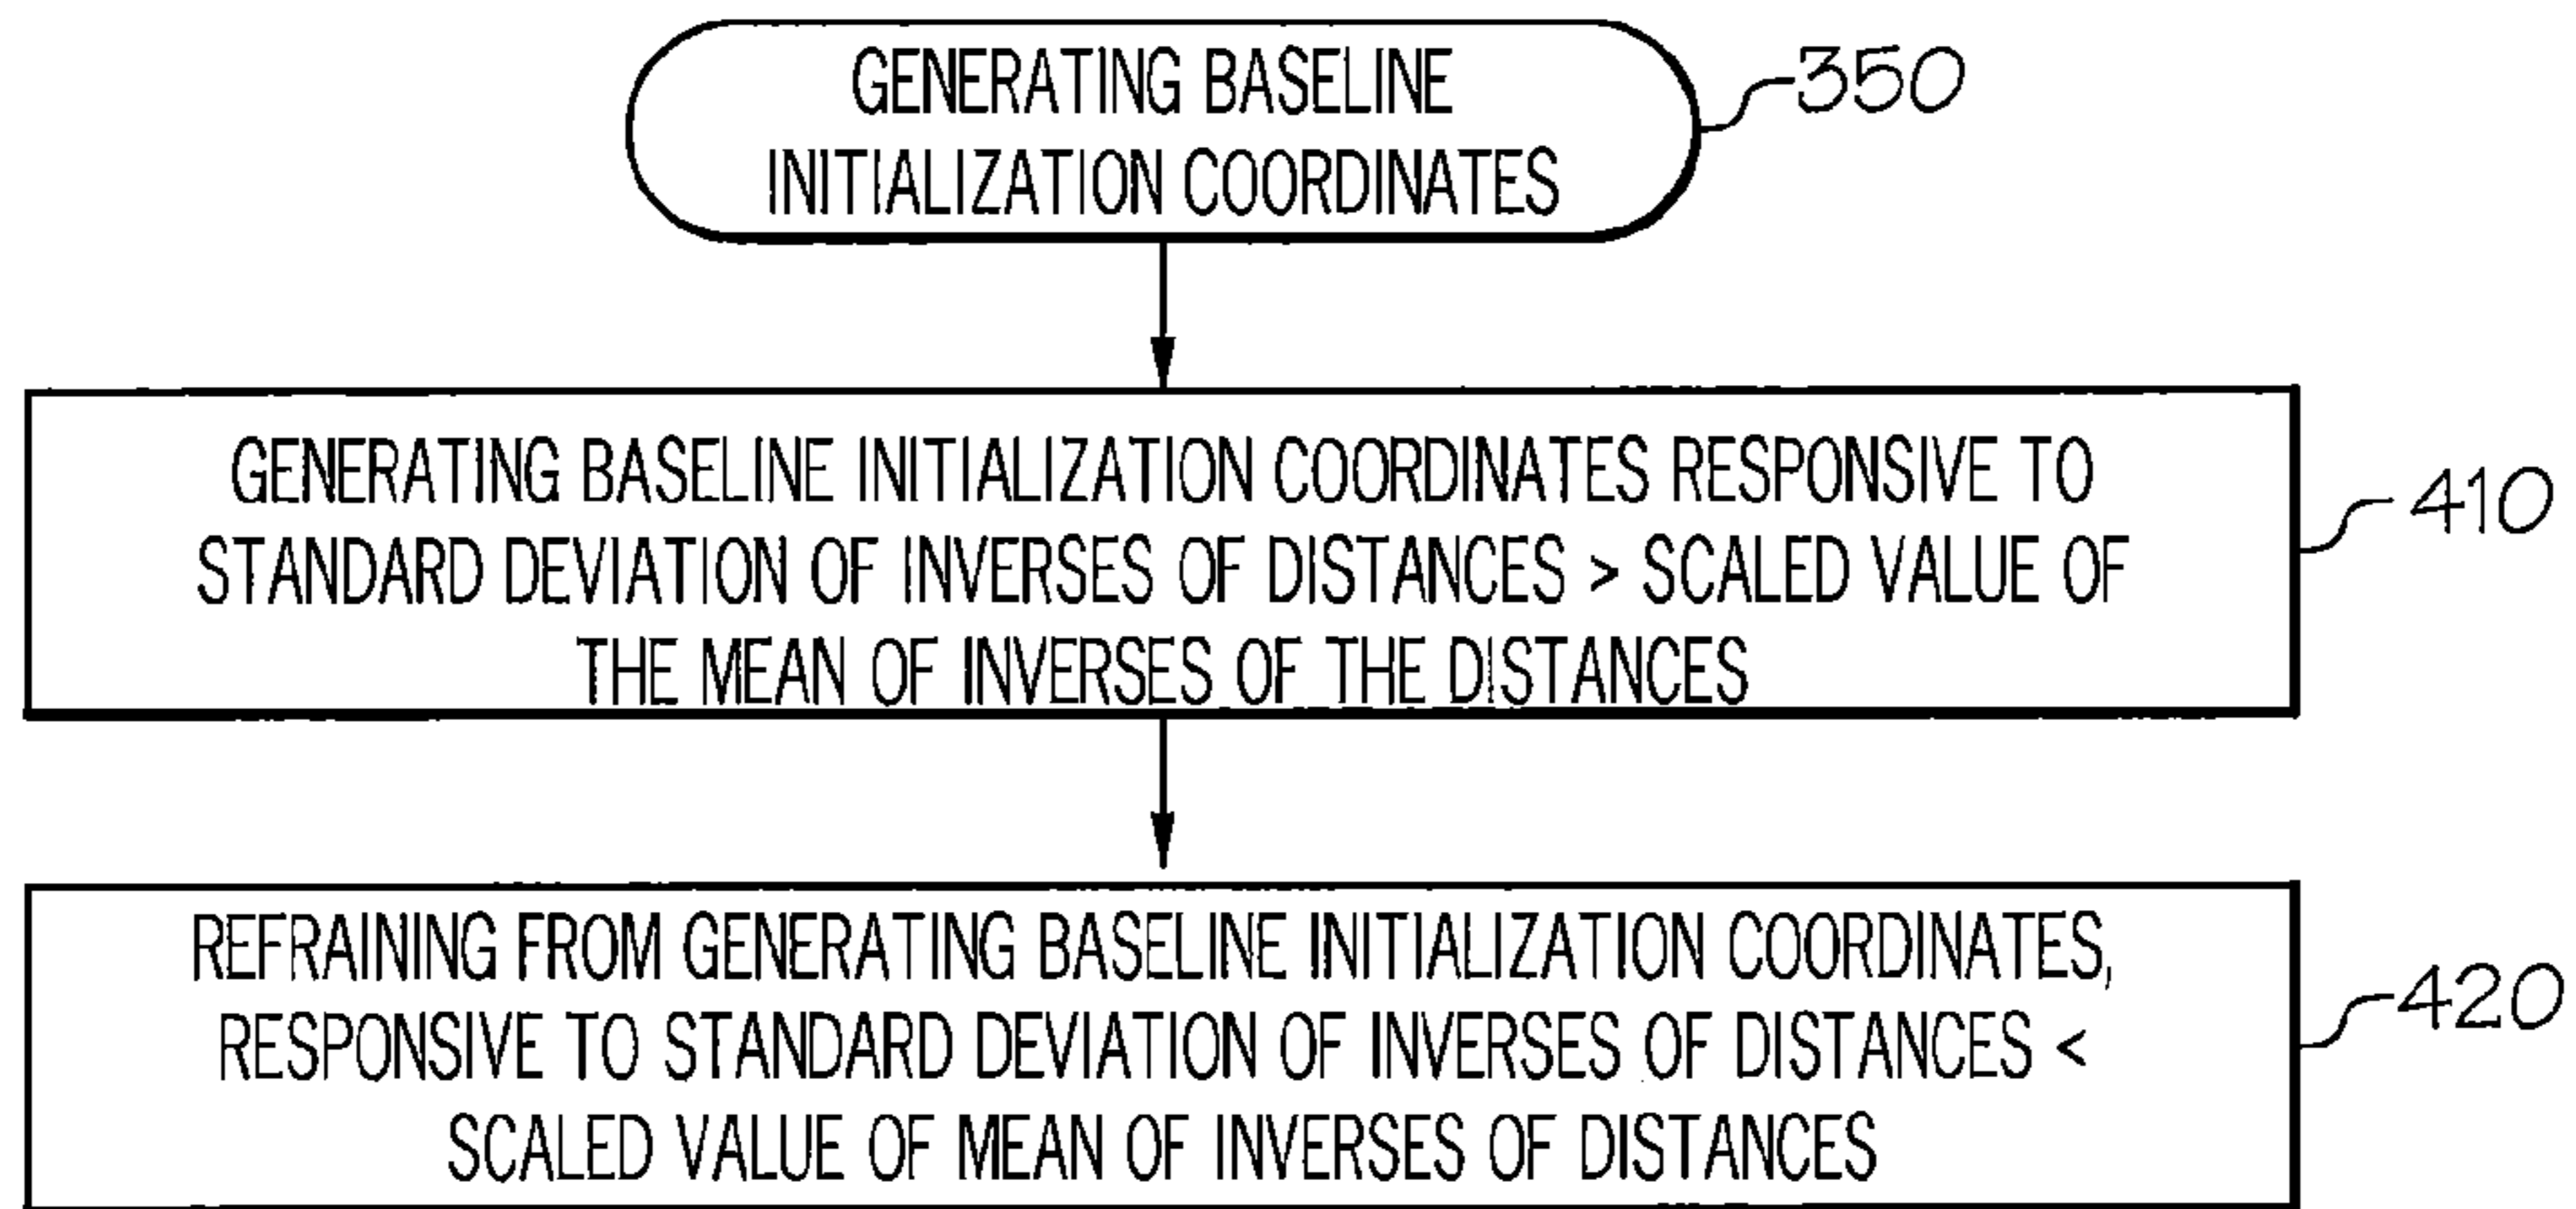 GENERATING BASELINE
INITIALIZATION COORDINATES
350
GENERATING BASELINE INITIALIZATION COORDINATES RESPONSIVE TO
STANDARD DEVIATION OF INVERSES OF DISTANCES > SCALED VALUE OF
THE MEAN OF INVERSES OF THE DISTANCES
410
REFRAINING FROM GENERATING BASELINE INITIALIZATION COORDINATES,
RESPONSIVE TO STANDARD DEVIATION OF INVERSES OF DISTANCES <
SCALED VALUE OF MEAN OF INVERSES OF DISTANCES
420